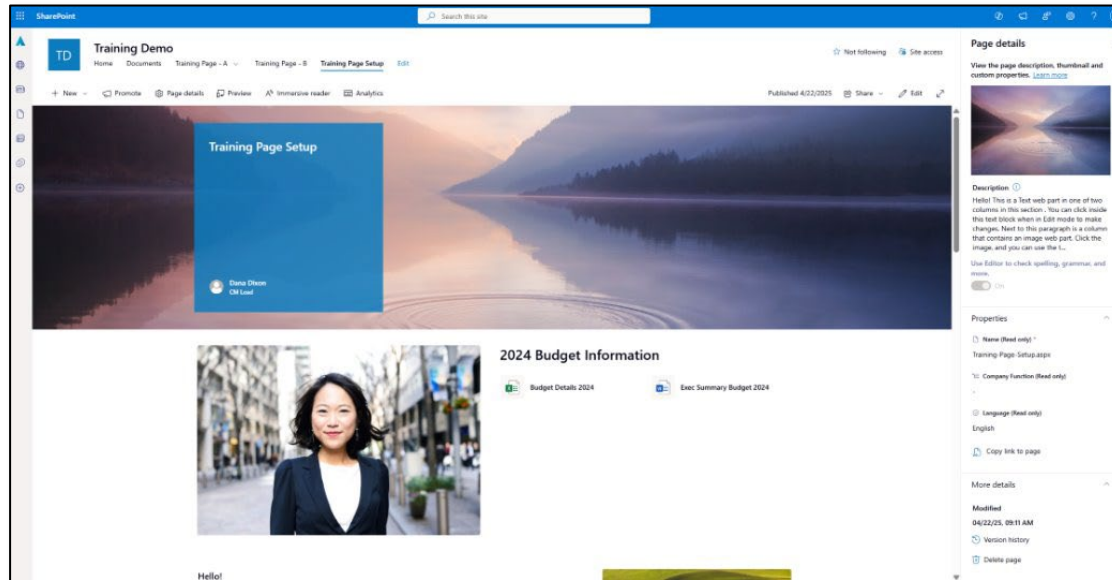 SharePoint
Search this site
TD
Training Demo
Home Documents Training Page - A Training Page - B Training Page Setup Edit
Not following Site access
+ New Promote Page details Preview Immersive reader Analytics
Published 4/22/2025 Share Edit
Training Page Setup
Dana Dixon
CM Lead
2024 Budget Information
Budget Details 2024 Exec Summary Budget 2024
Hello!
Page details
View the page description, thumbnail and
custom properties. Learn more
Description
Hello! This is a Text web part in one of two
columns in this section . You can click inside
this text block when in Edit mode to make
changes. Next to this paragraph is a column
that contains an image web part. Click the
image, and you can use the t...
Use Editor to check spelling, grammar, and
more.
On
Properties
Name (Read only) *
Training-Page-Setup.aspx
Company Function (Read only)
-
Language (Read only)
English
Copy link to page
More details
Modified
04/22/25, 09:11 AM
Version history
Delete page